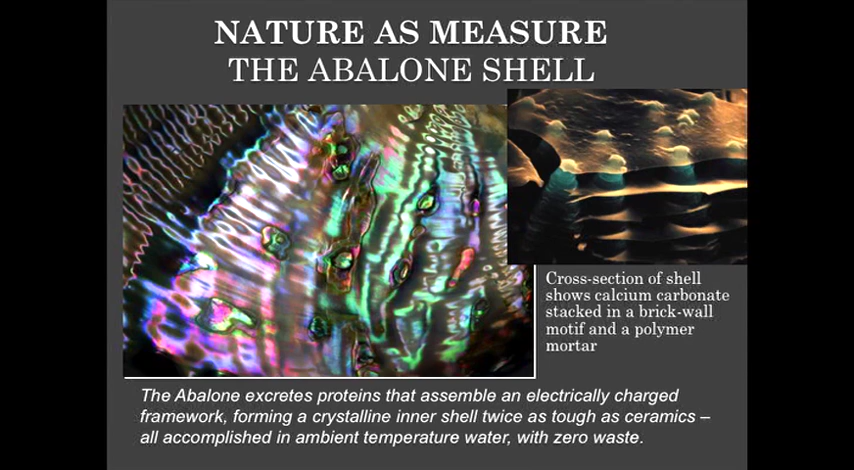 NATURE AS MEASURE
THE ABALONE SHELL
Cross-section of shell
shows calcium carbonate
stacked in a brick-wall
motif and a polymer
mortar
The Abalone excretes proteins that assemble an electrically charged
framework, forming a crystalline inner shell twice as tough as ceramics –
all accomplished in ambient temperature water, with zero waste.